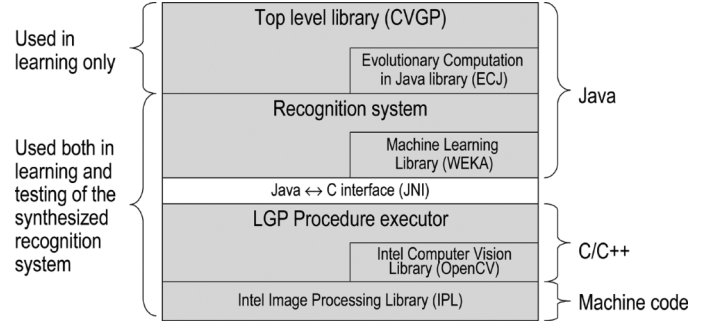 Top level library (CVGP)
Used in
learning only
Evolutionary Computation
in Java library (ECJ)
Java
Recognition system
Used both in
learning and
testing of the
synthesized
recognition
system
Machine Learning
Library (WEKA)
Java ↔ C interface (JNI)
LGP Procedure executor
Intel Computer Vision
Library (OpenCV)
C/C++
Intel Image Processing Library (IPL)
Machine code